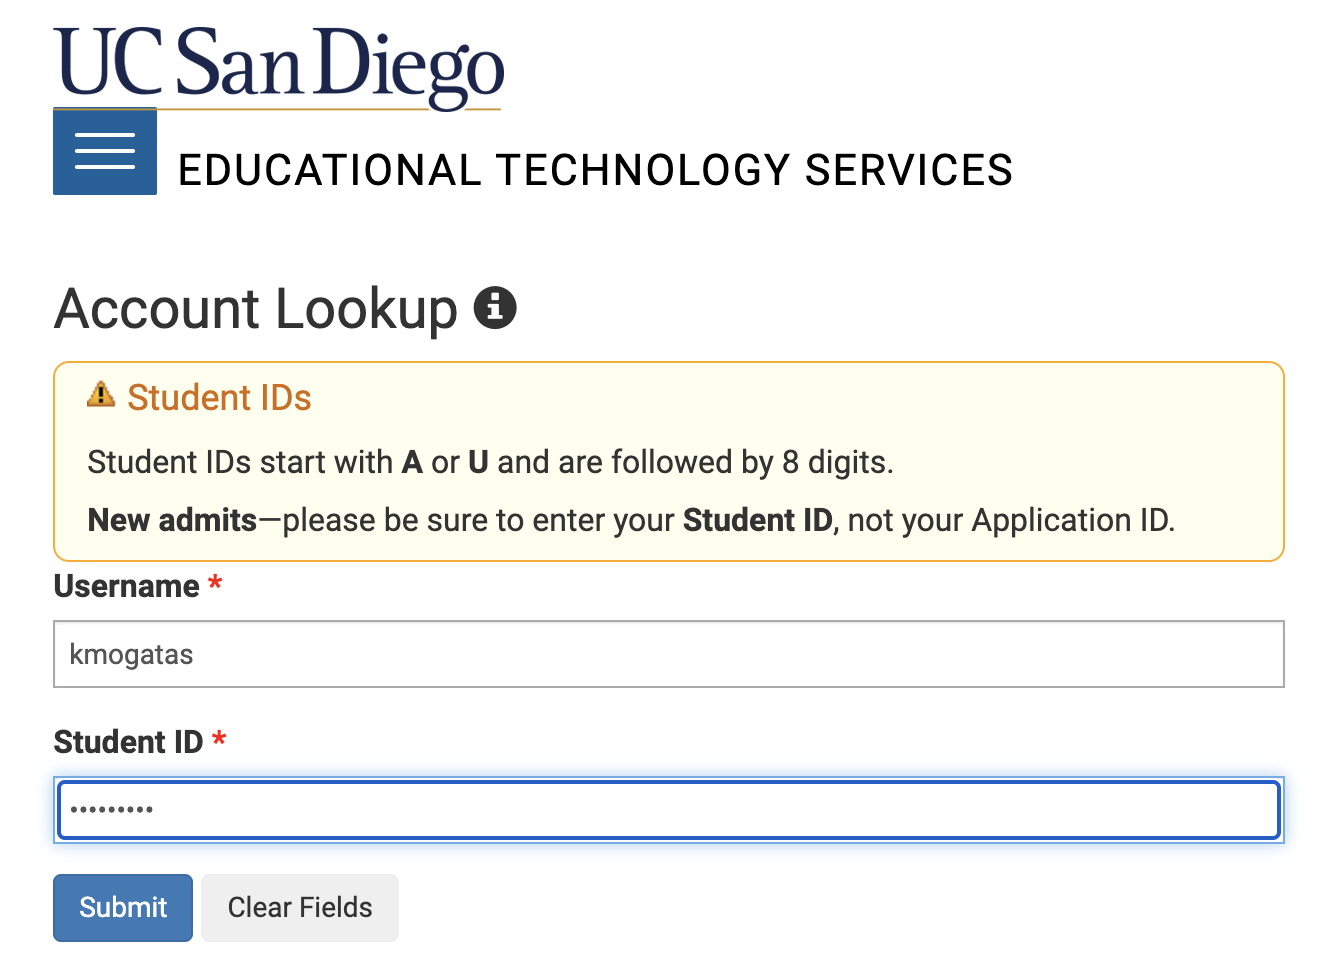 UC San Diego
EDUCATIONAL TECHNOLOGY SERVICES
Account Lookup
Student IDs
Student IDs start with A or U and are followed by 8 digits.
New admits—please be sure to enter your Student ID, not your Application ID.
Username *
kmogatas
Student ID *
•••••••••
Submit Clear Fields